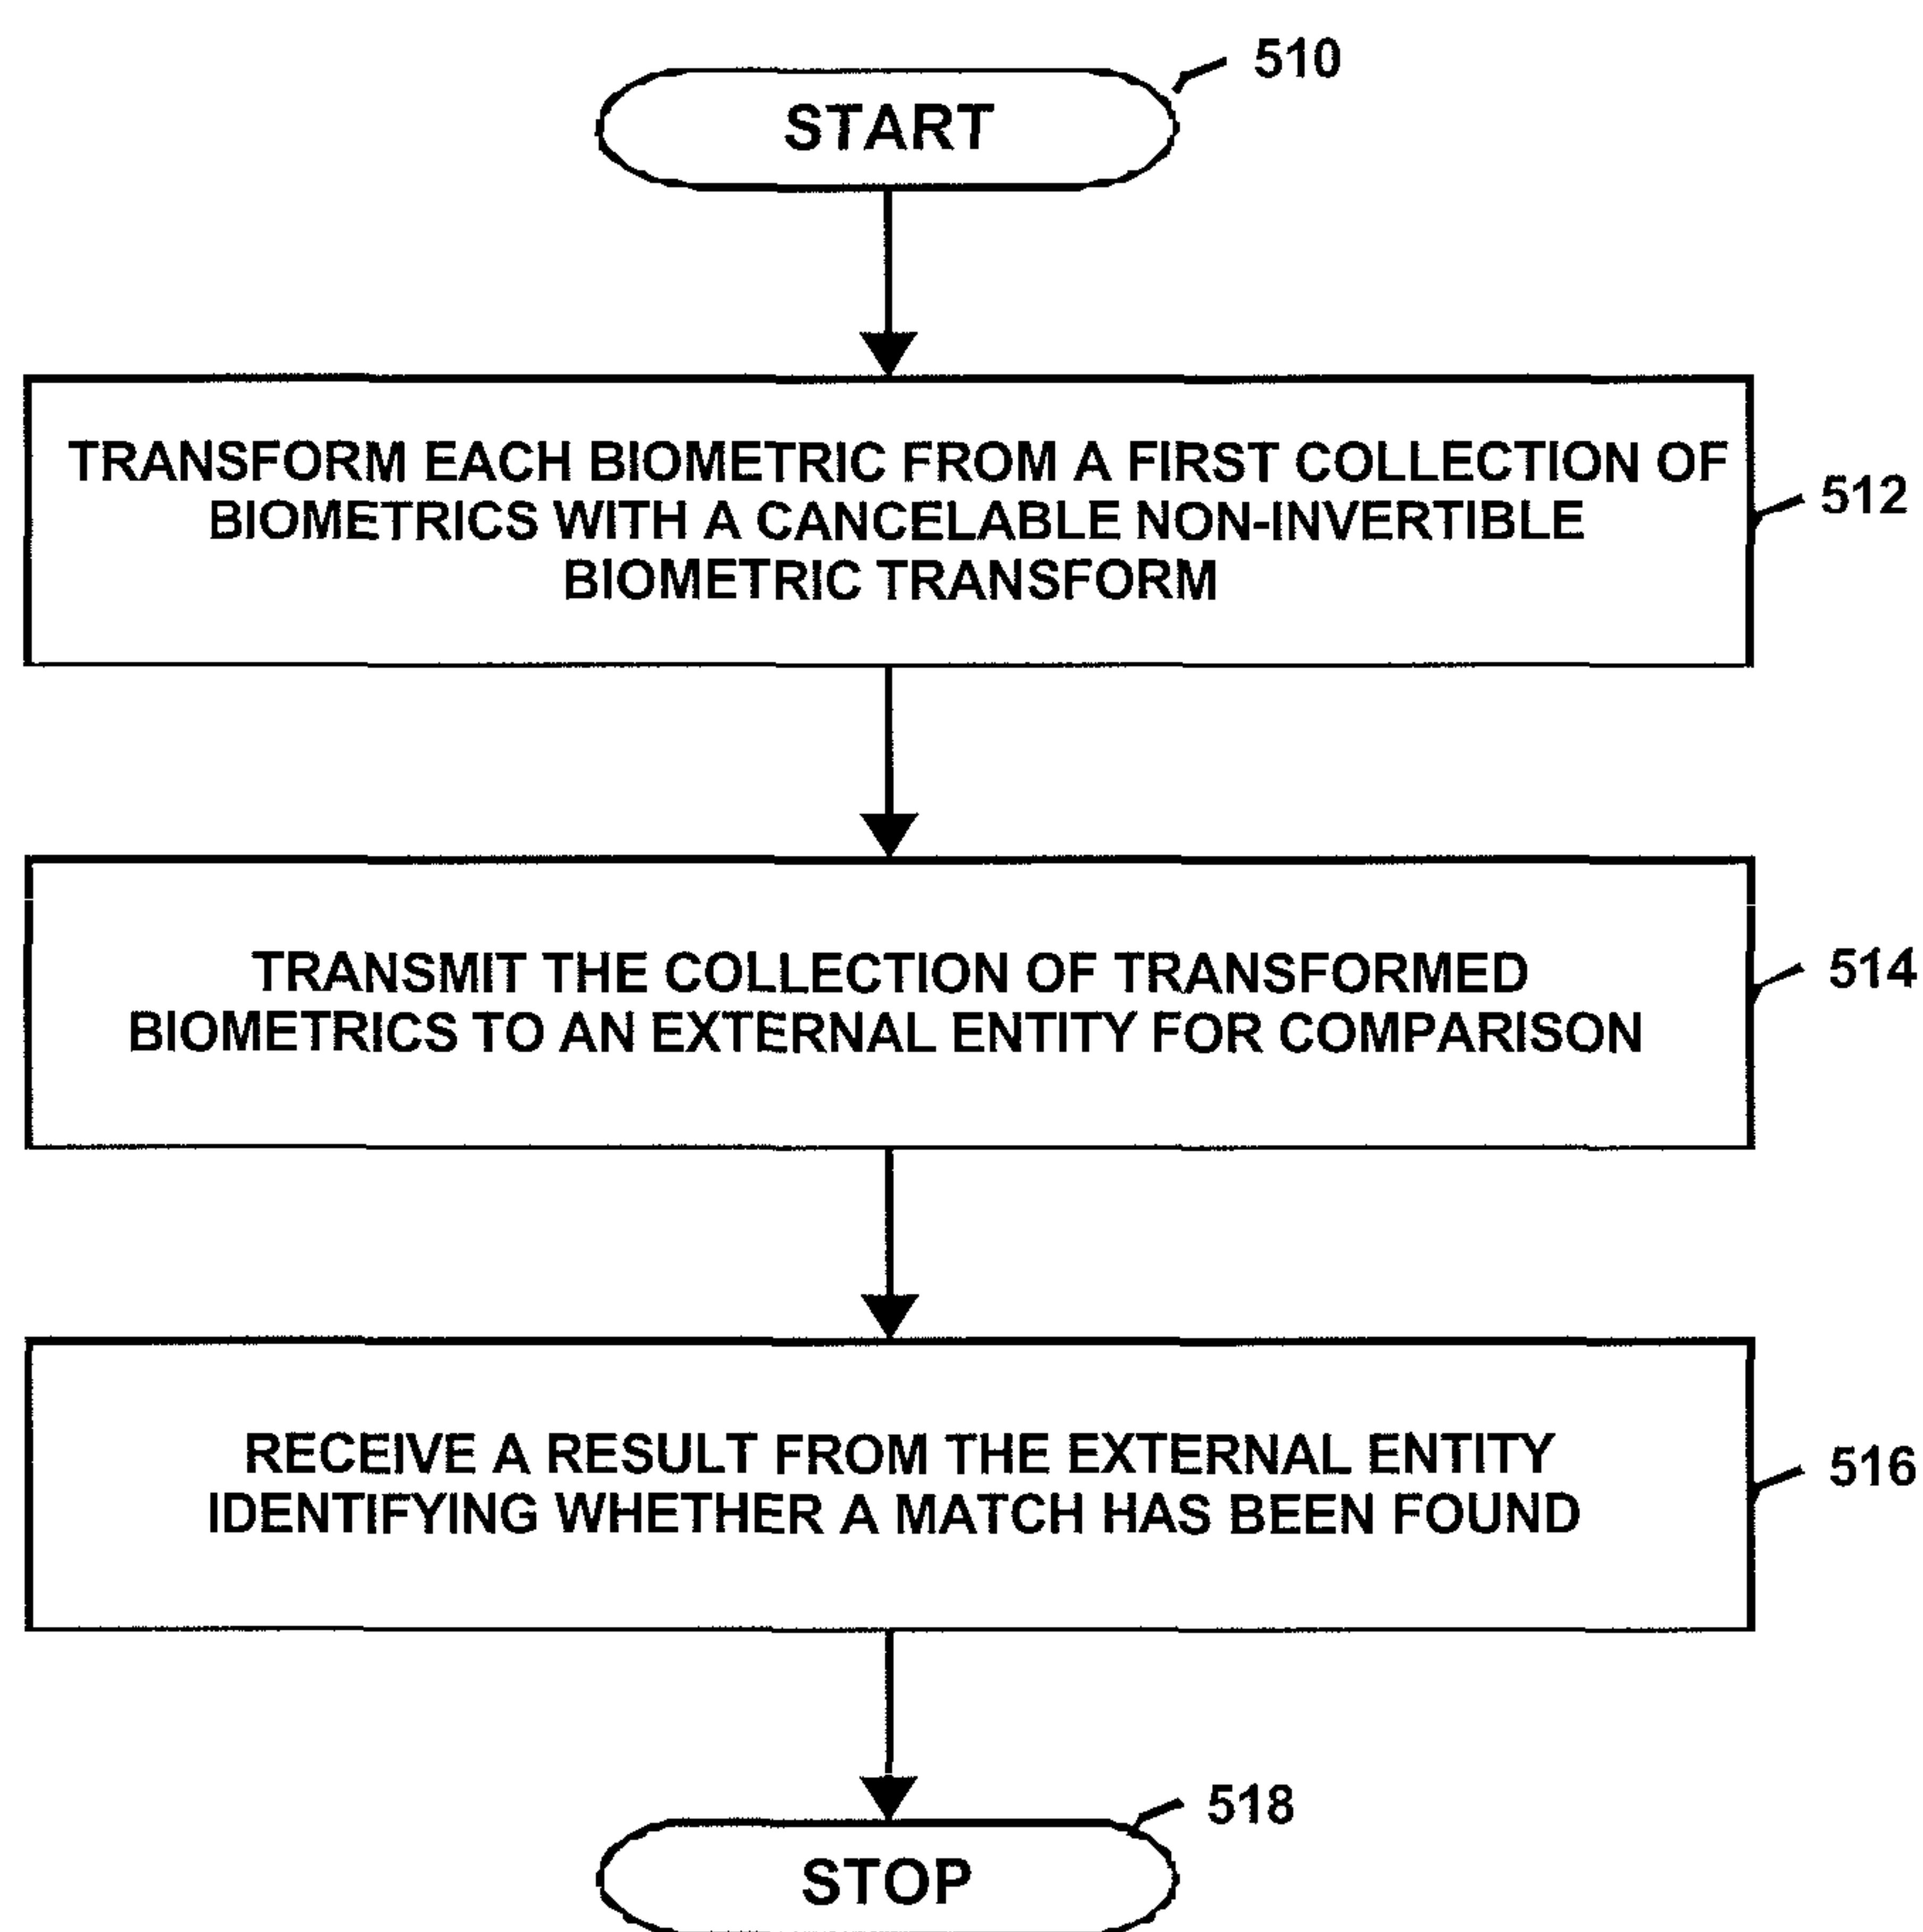 510
START
TRANSFORM EACH BIOMETRIC FROM A FIRST COLLECTION OF
BIOMETRICS WITH A CANCELABLE NON-INVERTIBLE
BIOMETRIC TRANSFORM
512
TRANSMIT THE COLLECTION OF TRANSFORMED
BIOMETRICS TO AN EXTERNAL ENTITY FOR COMPARISON
514
RECEIVE A RESULT FROM THE EXTERNAL ENTITY
IDENTIFYING WHETHER A MATCH HAS BEEN FOUND
516
518
STOP